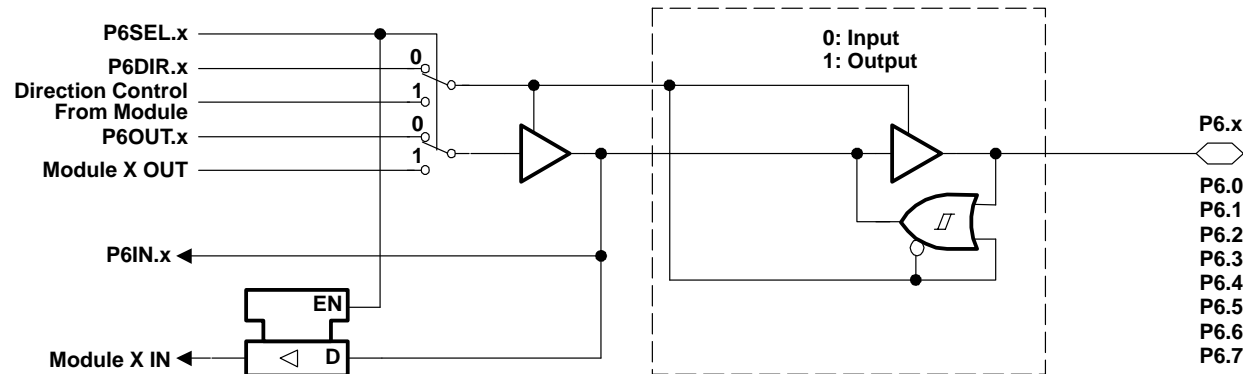 P6SEL.x
P6DIR.x
Direction Control
From Module
P6OUT.x
Module X OUT
P6IN.x
Module X IN
0
1
0
1
EN
D
0: Input
1: Output
P6.x
P6.0
P6.1
P6.2
P6.3
P6.4
P6.5
P6.6
P6.7